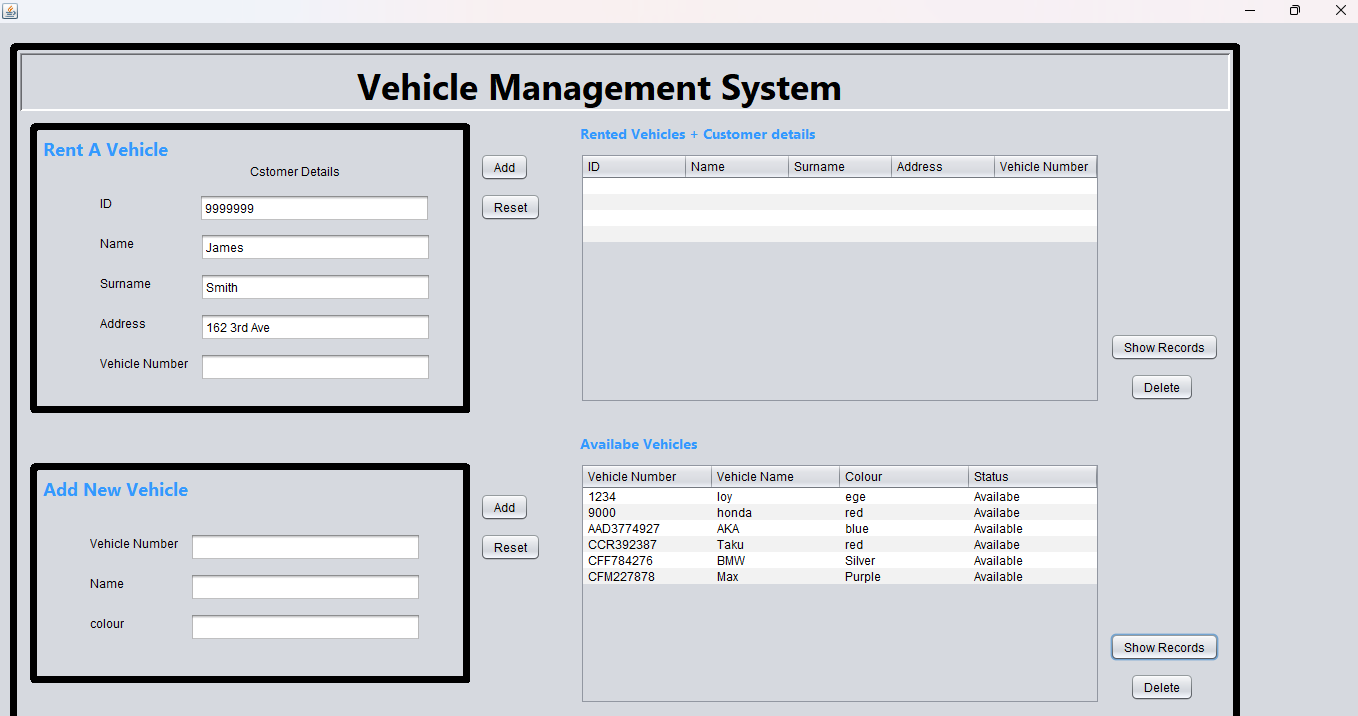 Vehicle Management System
Rent A Vehicle
Cstomer Details
ID 9999999
Name James
Surname Smith
Address 162 3rd Ave
Vehicle Number
Add
Reset
Rented Vehicles + Customer details
ID Name Surname Address Vehicle Number
Show Records
Delete
Add New Vehicle
Vehicle Number
Name
colour
Add
Reset
Availabe Vehicles
Vehicle Number Vehicle Name Colour Status
1234 loy ege Availabe
9000 honda red Availabe
AAD3774927 AKA blue Available
CCR392387 Taku red Availabe
CFF784276 BMW Silver Available
CFM227878 Max Purple Available
Show Records
Delete